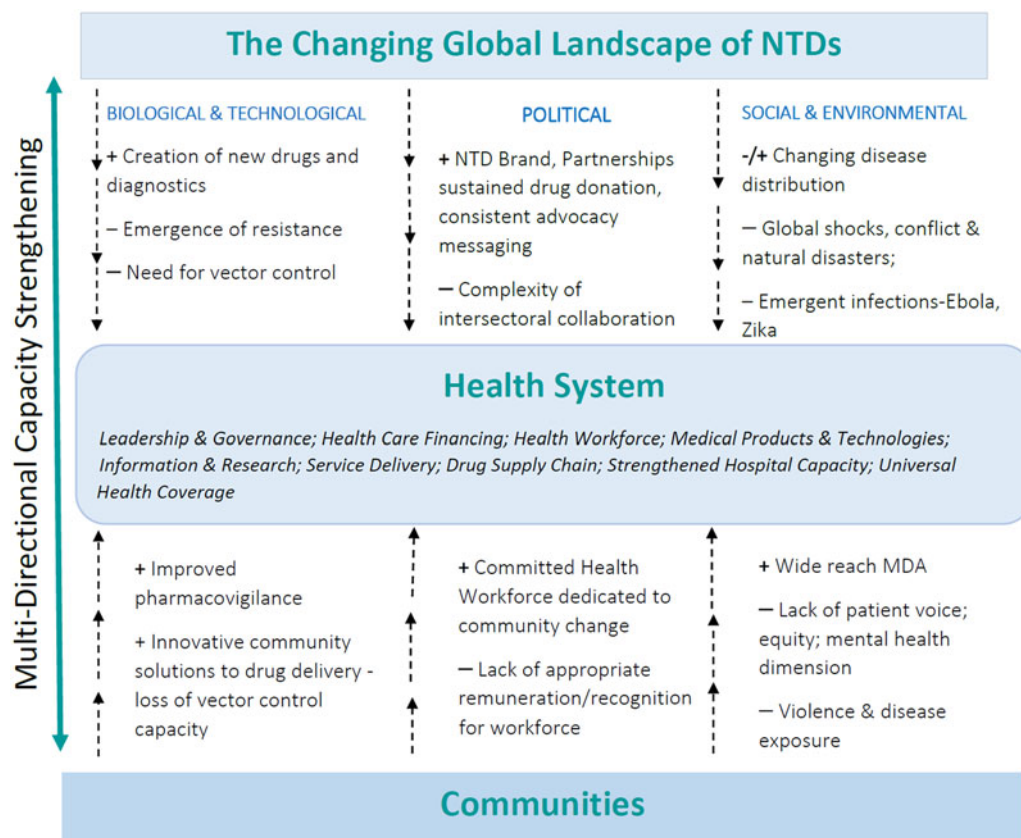 The Changing Global Landscape of NTDs
Multi-Directional Capacity Strengthening
BIOLOGICAL & TECHNOLOGICAL
+ Creation of new drugs and
diagnostics
– Emergence of resistance
– Need for vector control
POLITICAL
+ NTD Brand, Partnerships
sustained drug donation,
consistent advocacy
messaging
– Complexity of
intersectoral collaboration
SOCIAL & ENVIRONMENTAL
-/+ Changing disease
distribution
– Global shocks, conflict &
natural disasters;
– Emergent infections-Ebola,
Zika
Health System
Leadership & Governance; Health Care Financing; Health Workforce; Medical Products & Technologies;
Information & Research; Service Delivery; Drug Supply Chain; Strengthened Hospital Capacity; Universal
Health Coverage
+ Improved
pharmacovigilance
+ Innovative community
solutions to drug delivery -
loss of vector control
capacity
+ Committed Health
Workforce dedicated to
community change
– Lack of appropriate
remuneration/recognition
for workforce
+ Wide reach MDA
– Lack of patient voice;
equity; mental health
dimension
– Violence & disease
exposure
Communities